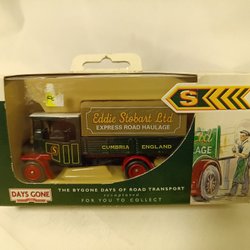 Eddie Stobart Ltd
EXPRESS ROAD HAULAGE
CUMBRIA ENGLAND
S
S
DAYS GONE
THE BYGONE DAYS OF ROAD TRANSPORT
FOR YOU TO COLLECT